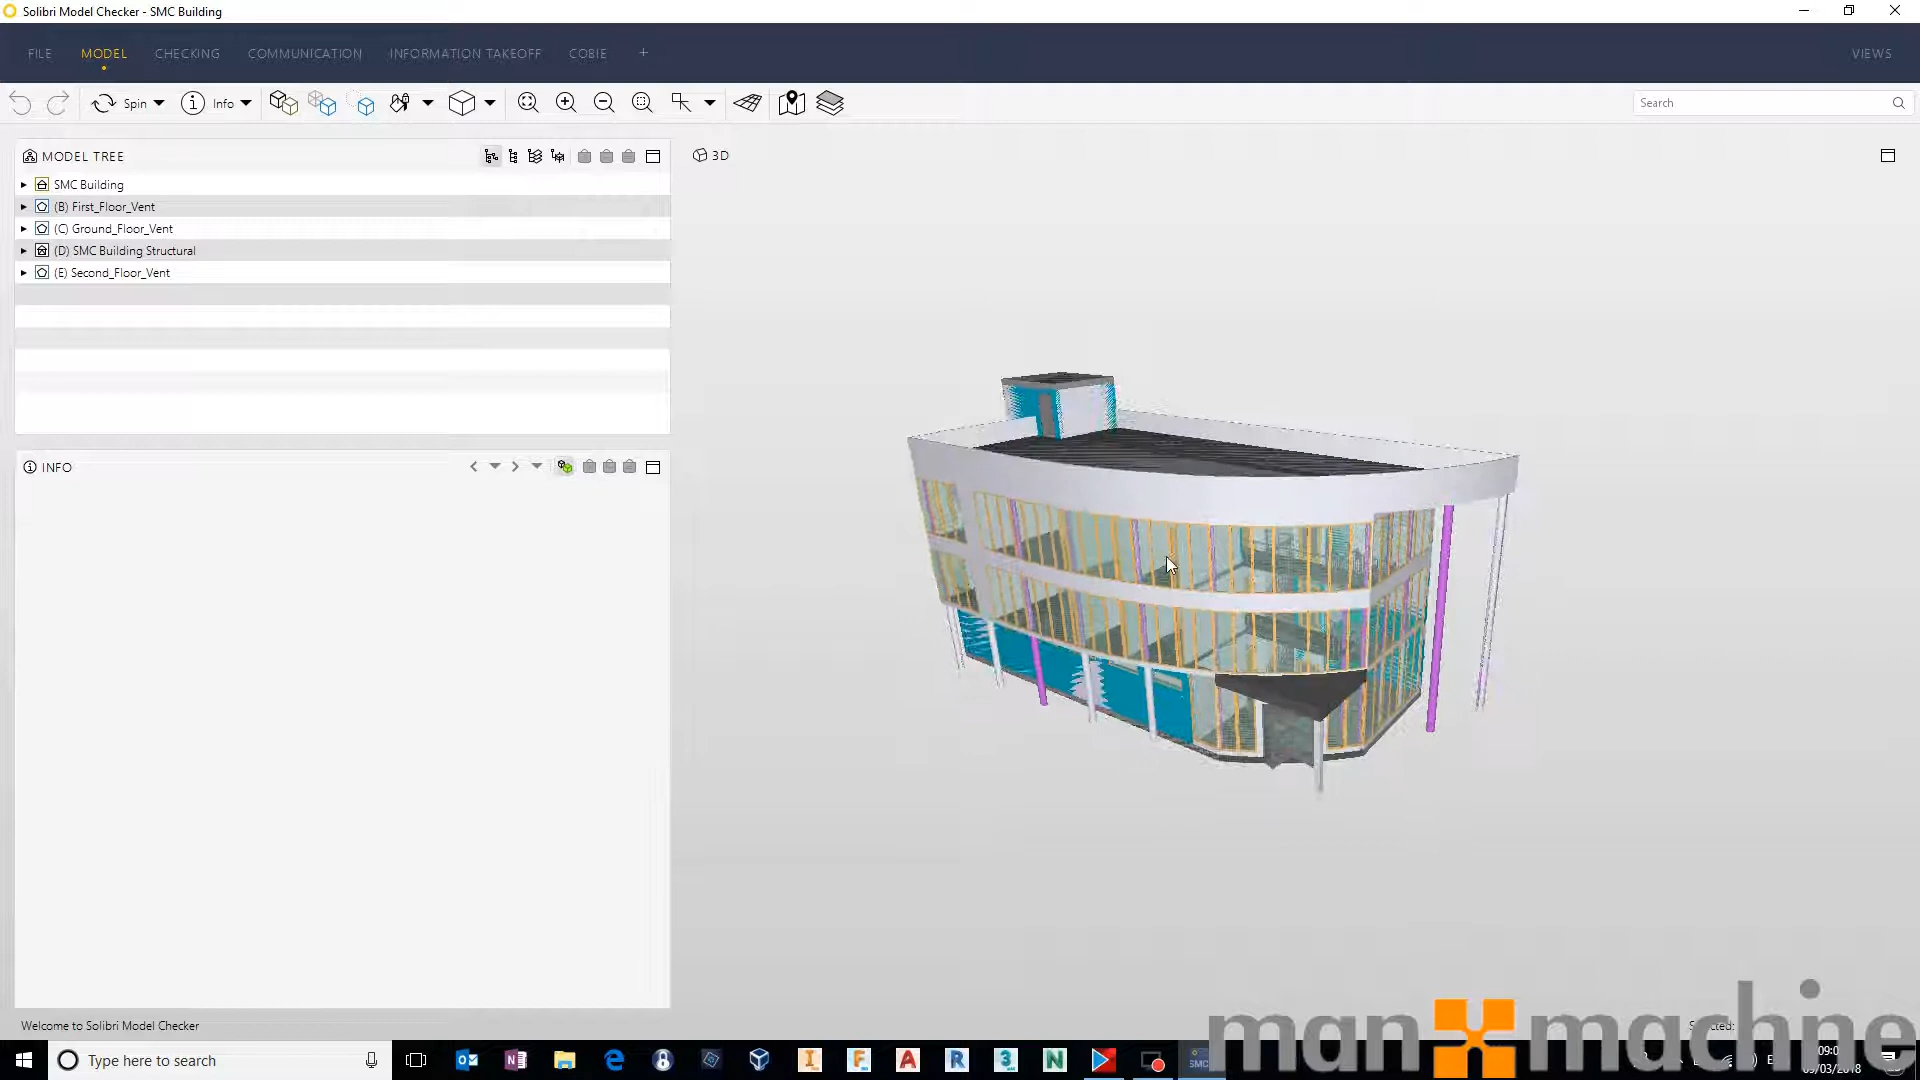 Solibri Model Checker - SMC Building
FILE MODEL CHECKING COMMUNICATION INFORMATION TAKEOFF COBIE + VIEWS
Spin Info Search
MODEL TREE
3D
SMC Building
(B) First_Floor_Vent
(C) Ground_Floor_Vent
(D) SMC Building Structural
(E) Second_Floor_Vent
INFO
Welcome to Solibri Model Checker
man machine
Type here to search